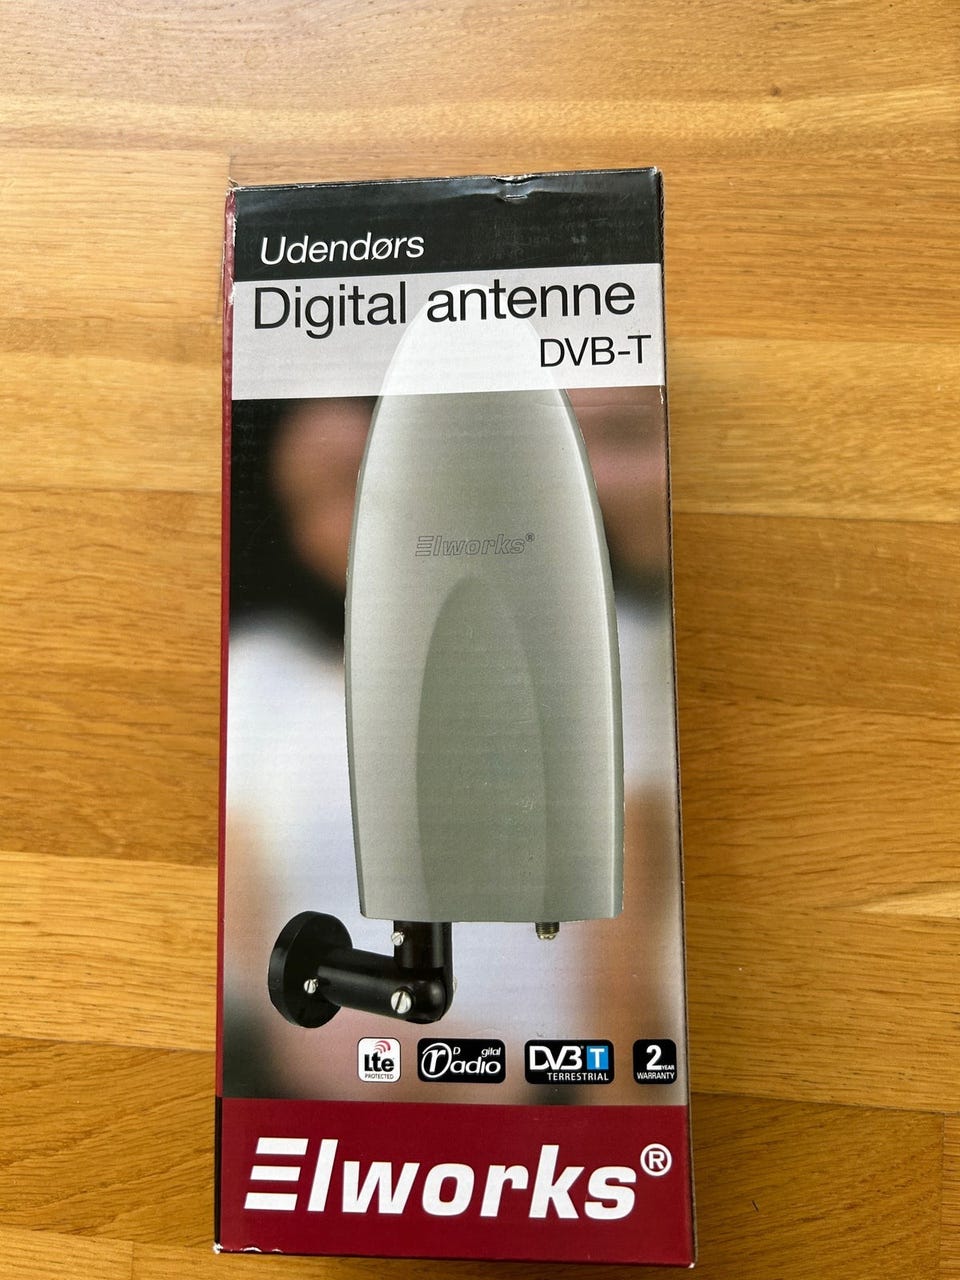 Udendørs
Digital antenne
DVB-T
Elworks®
Lte
PROTECTED
Digital radio
DVB T
TERRESTRIAL
2 YEAR
WARRANTY
Elworks®